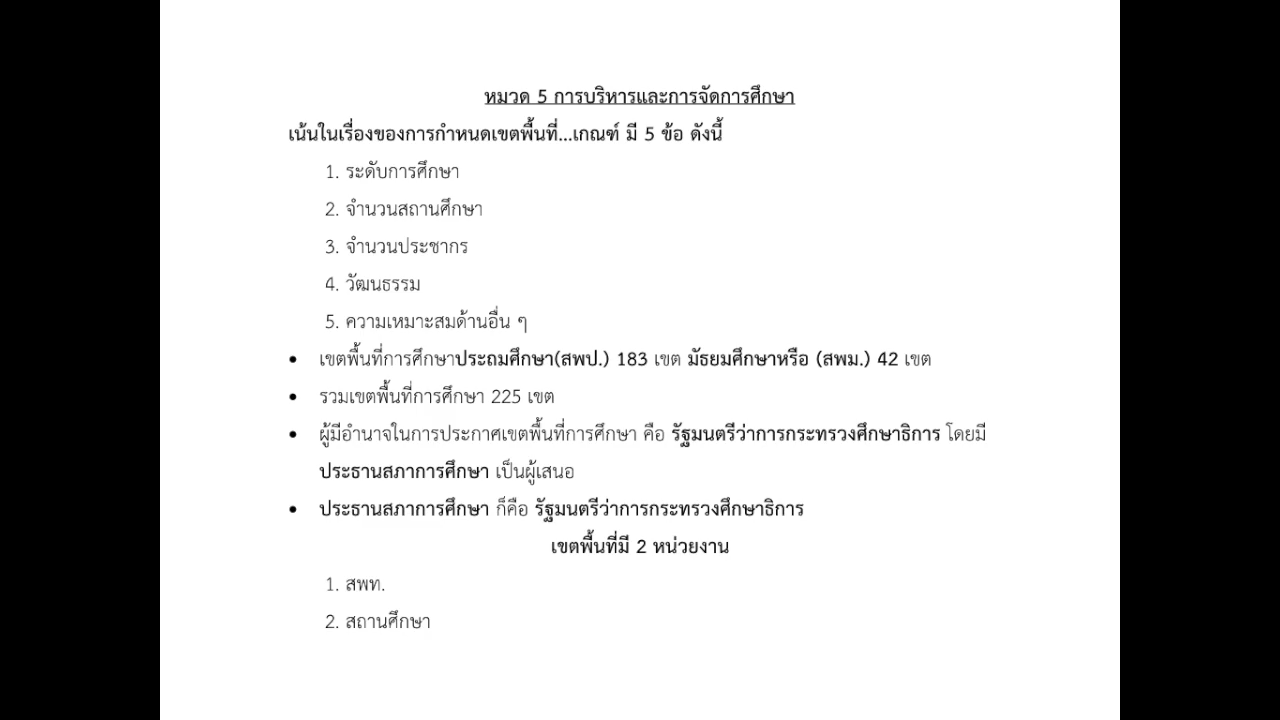 หมวด 5 การบริหารและการจัดการศึกษา
เน้นในเรื่องของการกำหนดเขตพื้นที่...เกณฑ์ มี 5 ข้อ ดังนี้
1. ระดับการศึกษา
2. จำนวนสถานศึกษา
3. จำนวนประชากร
4. วัฒนธรรม
5. ความเหมาะสมด้านอื่น ๆ
• เขตพื้นที่การศึกษาประถมศึกษา(สพป.) 183 เขต มัธยมศึกษาหรือ (สพม.) 42 เขต
• รวมเขตพื้นที่การศึกษา 225 เขต
• ผู้มีอำนาจในการประกาศเขตพื้นที่การศึกษา คือ รัฐมนตรีว่าการกระทรวงศึกษาธิการ โดยมี
ประธานสภาการศึกษา เป็นผู้เสนอ
• ประธานสภาการศึกษา ก็คือ รัฐมนตรีว่าการกระทรวงศึกษาธิการ
เขตพื้นที่มี 2 หน่วยงาน
1. สพท.
2. สถานศึกษา